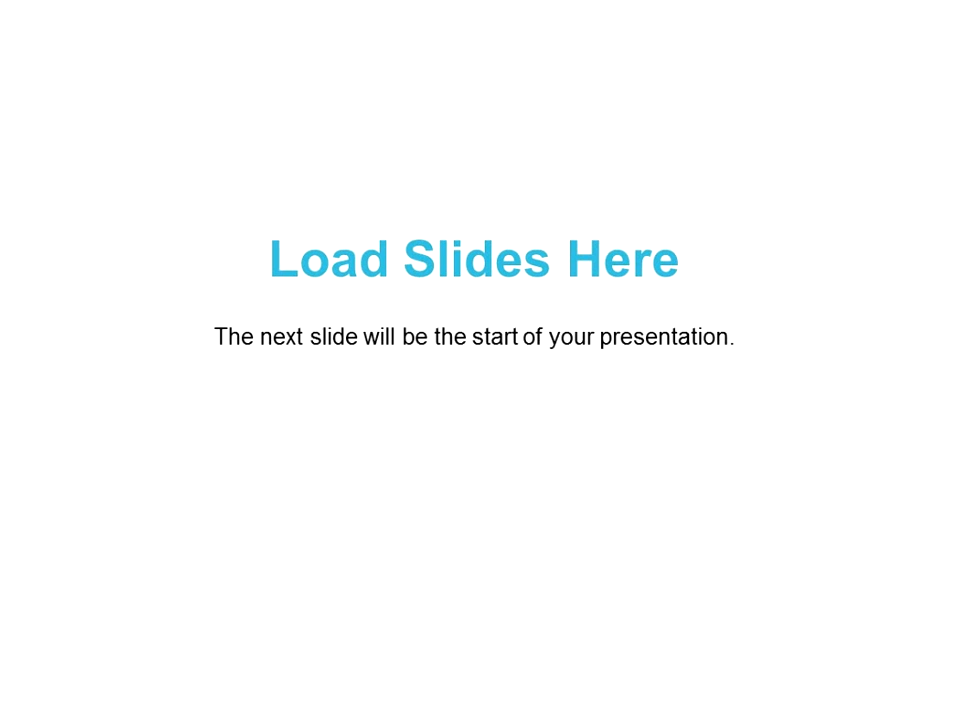 Load Slides Here
The next slide will be the start of your presentation.